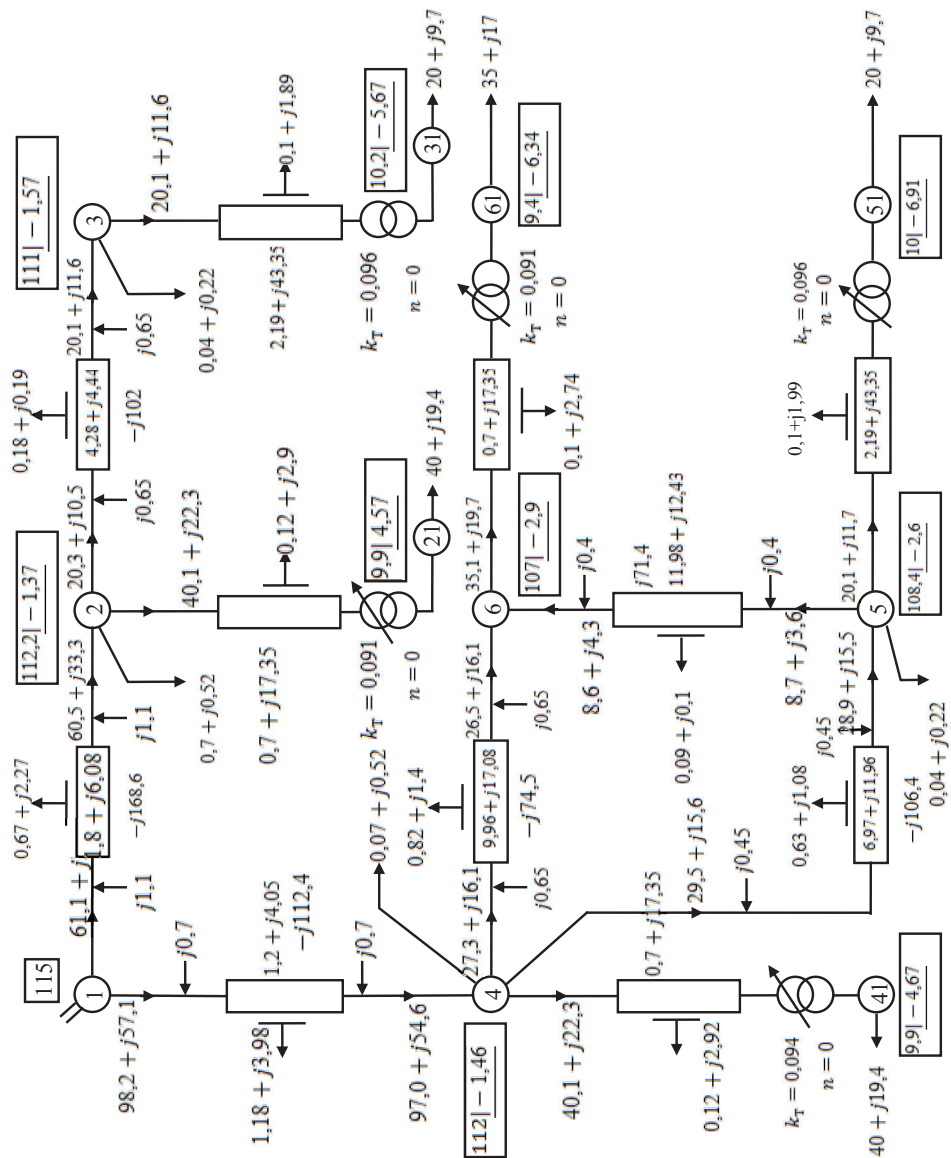 115
1
61,1 + j
j1,1
0,67 + j2,27
1,8 + j6,08
−j168,6
j1,1
60,5 + j33,3
112,2| − 1,37
2
0,7 + j0,52
20,3 + j10,5
j0,65
0,18 + j0,19
4,28 + j4,44
−j102
j0,65
20,1 + j11,6
111| − 1,57
3
0,04 + j0,22
20,1 + j11,6
2,19 + j43,35
0,1 + j1,89
kT = 0,096
n = 0
10,2| − 5,67
31
20 + j9,7
40,1 + j22,3
0,7 + j17,35
0,12 + j2,9
kT = 0,091
n = 0
9,9| 4,57
21
40 + j19,4
98,2 + j57,1
j0,7
1,2 + j4,05
−j112,4
1,18 + j3,98
j0,7
97,0 + j54,6
112| − 1,46
4
0,07 + j0,52
27,3 + j16,1
j0,65
0,82 + j1,4
9,96 + j17,08
−j74,5
j0,65
26,5 + j16,1
107| − 2,9
6
35,1 + j19,7
0,7 + j17,35
0,1 + j2,74
kT = 0,091
n = 0
9,4| − 6,34
61
35 + j17
j0,4
8,6 + j4,3
j71,4
11,98 + j12,43
0,09 + j0,1
j0,4
8,7 + j3,6
40,1 + j22,3
0,7 + j17,35
0,12 + j2,92
kT = 0,094
n = 0
41
9,9| − 4,67
40 + j19,4
29,5 + j15,6
j0,45
0,63 + j1,08
6,97 + j11,96
−j106,4
j0,45
8,9 + j15,5
108,4| − 2,6
5
0,04 + j0,22
20,1 + j11,7
0,1+j1,99
2,19 + j43,35
kT = 0,096
n = 0
10| − 6,91
51
20 + j9,7